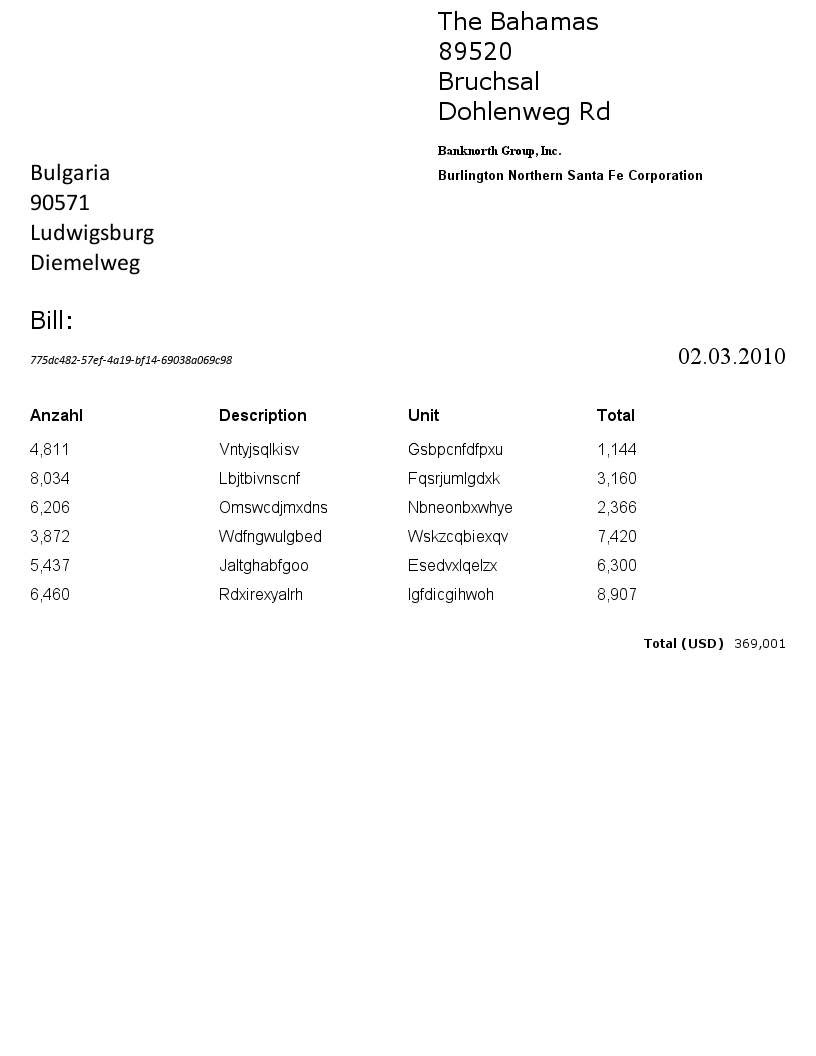 The Bahamas
89520
Bruchsal
Dohlenweg Rd
Banknorth Group, Inc.
Burlington Northern Santa Fe Corporation
Bulgaria
90571
Ludwigsburg
Diemelweg
Bill:
775dc482-57ef-4a19-bf14-69038a069c98 02.03.2010
Anzahl Description Unit Total
4,811 Vntyjsqlkisv Gsbpcnfdfpxu 1,144
8,034 Lbjtbivnscnf Fqsrjumlgdxk 3,160
6,206 Omswcdjmxdns Nbneonbxwhye 2,366
3,872 Wdfngwulgbed Wskzcqbiexqv 7,420
5,437 Jaltghabfgoo Esedvxlqelzx 6,300
6,460 Rdxirexyalrh Igfdicgihwoh 8,907
Total (USD) 369,001